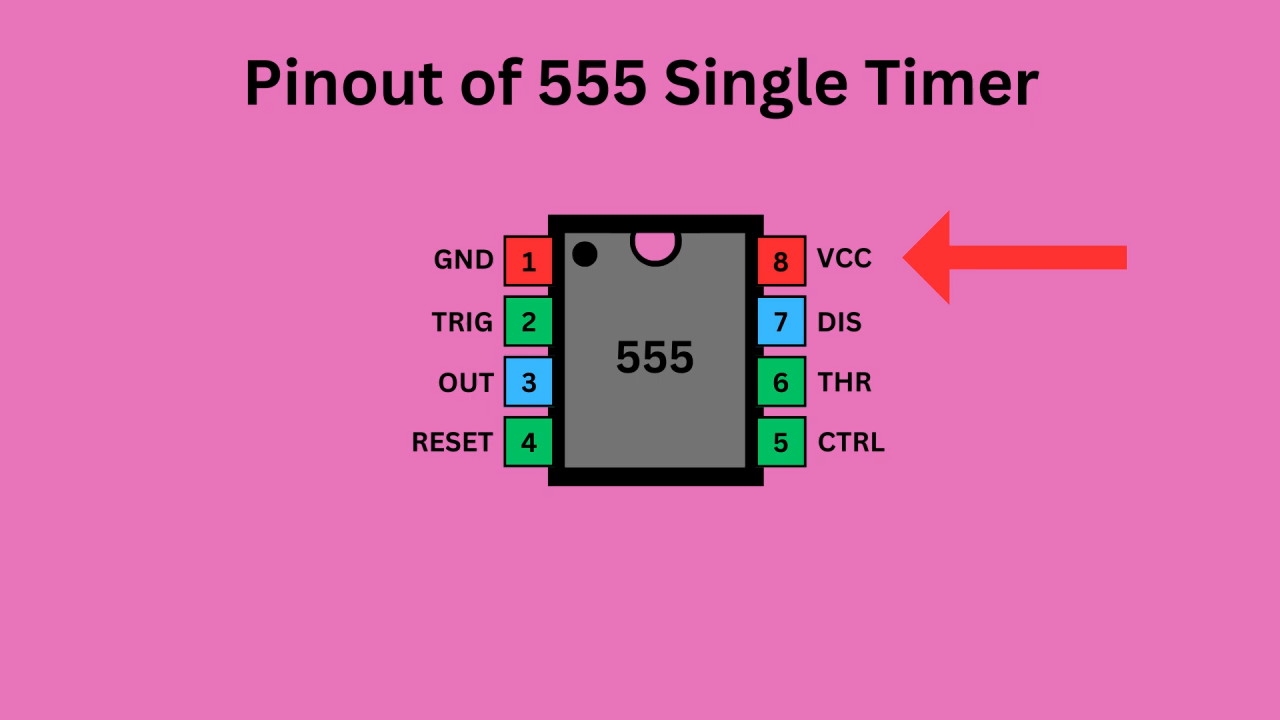 Pinout of 555 Single Timer
GND 1 8 VCC
TRIG 2 7 DIS
555
OUT 3 6 THR
RESET 4 5 CTRL